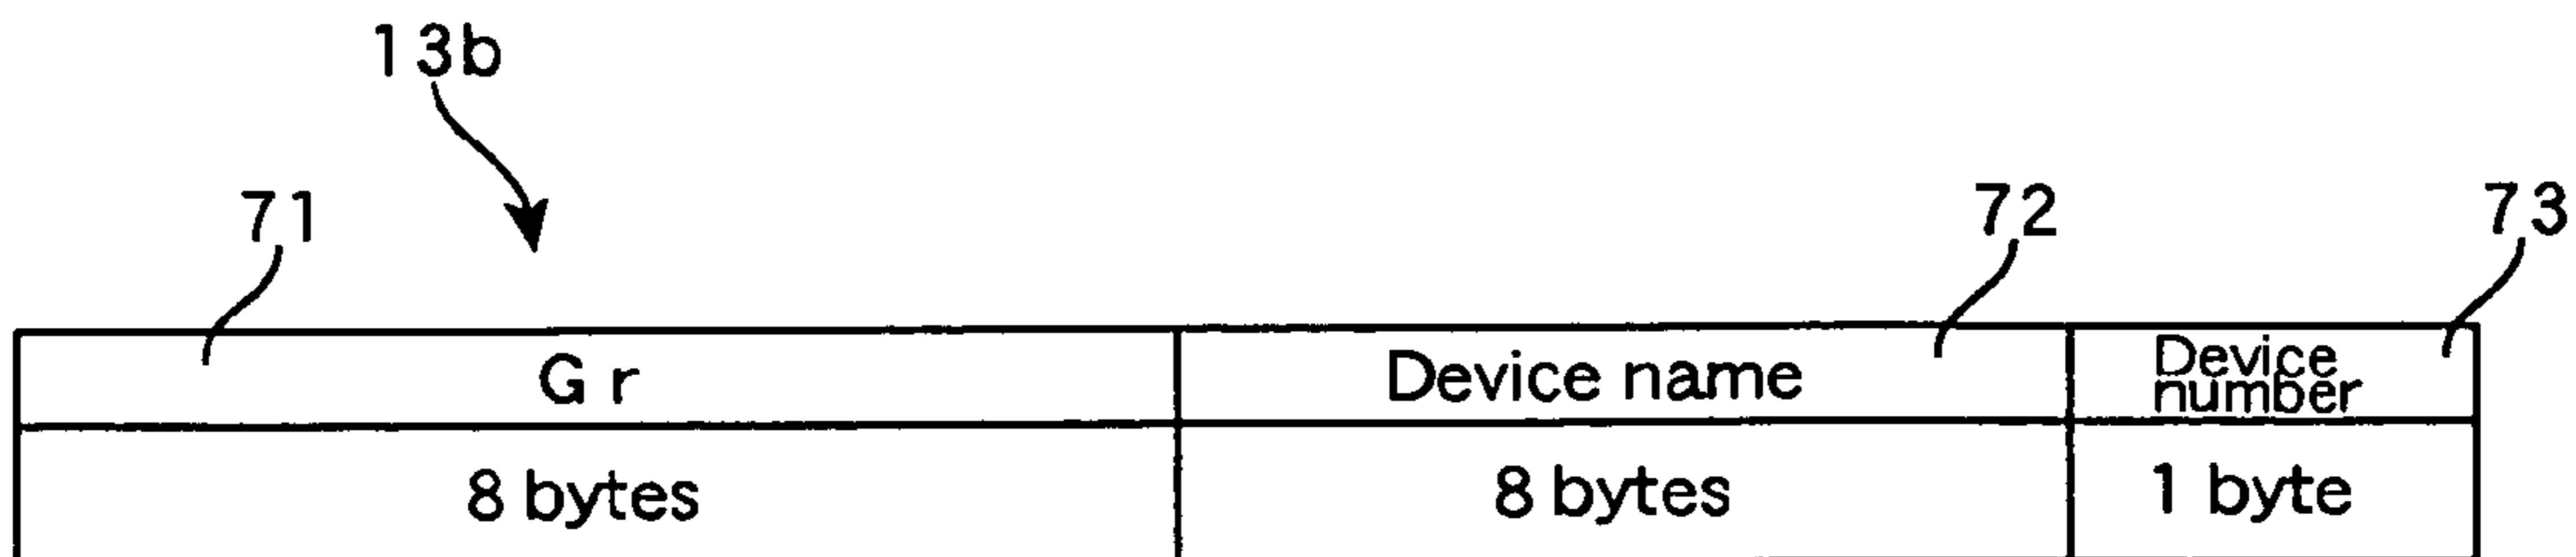 13b
71
72
73
G r
Device name
Device
number
8 bytes
8 bytes
1 byte